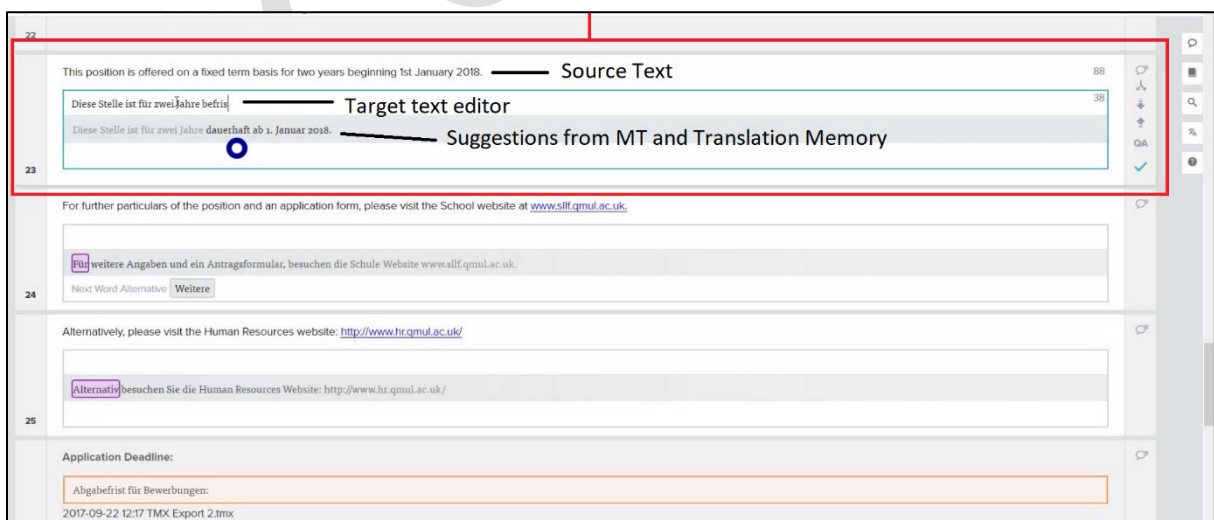 22
This position is offered on a fixed term basis for two years beginning 1st January 2018. Source Text 88
Diese Stelle ist für zwei Jahre befris Target text editor 38
Diese Stelle ist für zwei Jahre dauerhaft ab 1. Januar 2018. Suggestions from MT and Translation Memory
QA
23
For further particulars of the position and an application form, please visit the School website at www.sllf.qmul.ac.uk.
Für weitere Angaben und ein Antragsformular, besuchen die Schule Website www.sllf.qmul.ac.uk.
Next Word Alternative Weitere
24
Alternatively, please visit the Human Resources website: http://www.hr.qmul.ac.uk/
Alternativ besuchen Sie die Human Resources Website: http://www.hr.qmul.ac.uk/
25
Application Deadline:
Abgabefrist für Bewerbungen:
2017-09-22 12:17 TMX Export 2.tmx